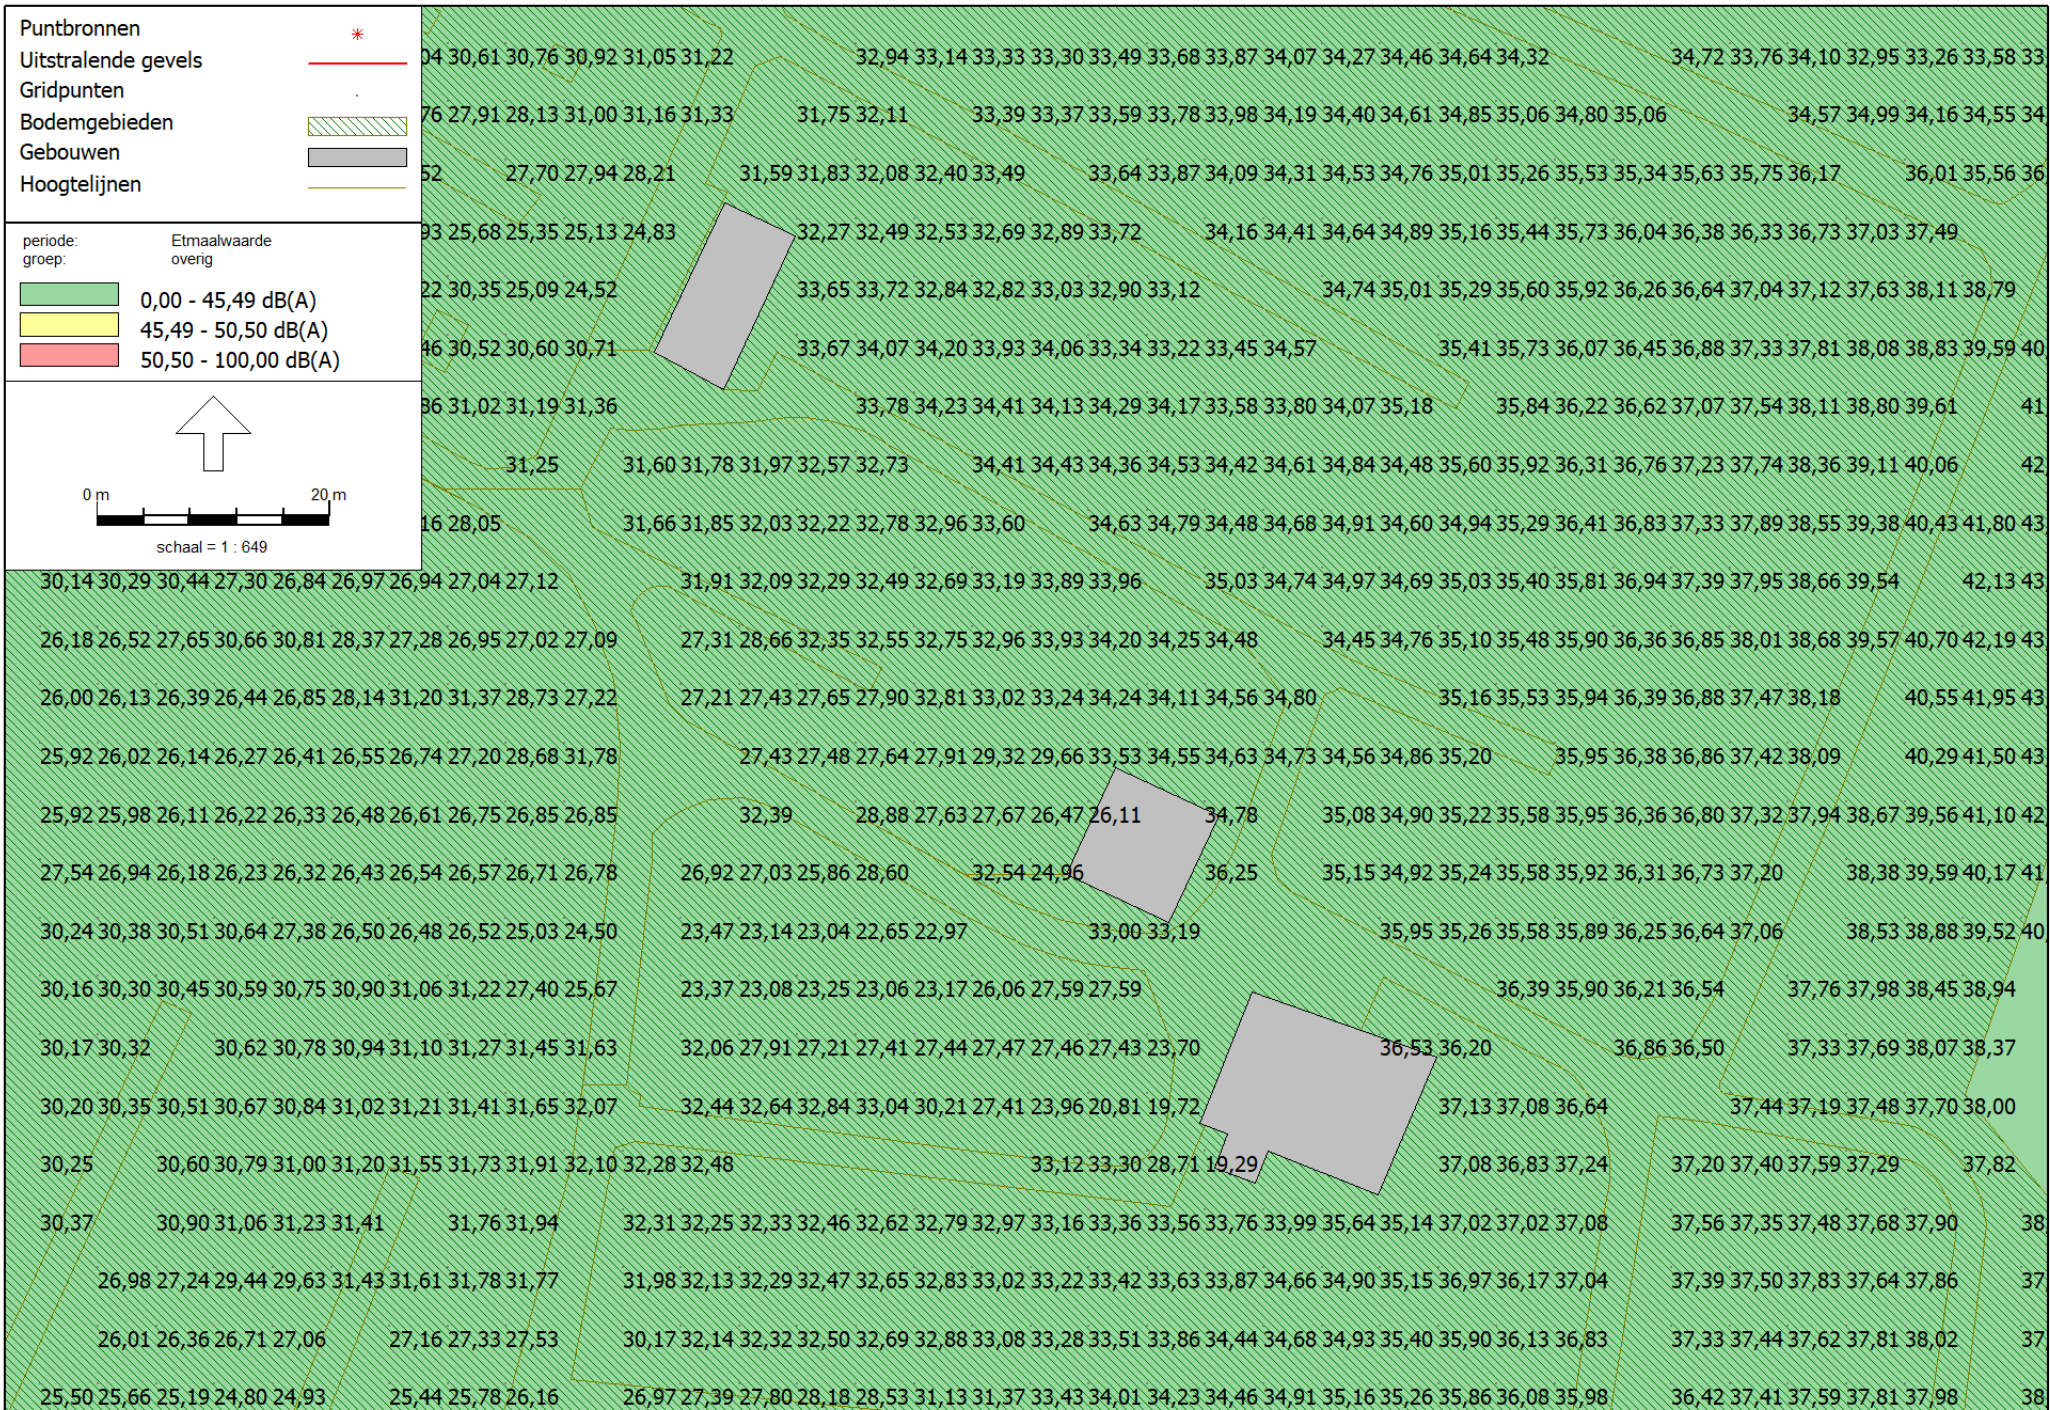 Puntbronnen
Uitstralende gevels
Gridpunten
Bodemgebieden
Gebouwen
Hoogtelijnen
periode: Etmaalwaarde
groep: overig
0,00 - 45,49 dB(A)
45,49 - 50,50 dB(A)
50,50 - 100,00 dB(A)
0 m 20 m
schaal = 1 : 649
30,61 30,76 30,92 31,05 31,22 32,94 33,14 33,33 33,30 33,49 33,68 33,87 34,07 34,27 34,46 34,64 34,32 34,72 33,76 34,10 32,95 33,26 33,58
27,91 28,13 31,00 31,16 31,33 31,75 32,11 33,39 33,37 33,59 33,78 33,98 34,19 34,40 34,61 34,85 35,06 34,80 35,06 34,57 34,99 34,16 34,55
27,70 27,94 28,21 31,59 31,83 32,08 32,40 33,49 33,64 33,87 34,09 34,31 34,53 34,76 35,01 35,26 35,53 35,34 35,63 35,75 36,17 36,01 35,56
25,68 25,35 25,13 24,83 32,27 32,49 32,53 32,69 32,89 33,72 34,16 34,41 34,64 34,89 35,16 35,44 35,73 36,04 36,38 36,33 36,73 37,03 37,49
30,35 25,09 24,52 33,65 33,72 32,84 32,82 33,03 32,90 33,12 34,74 35,01 35,29 35,60 35,92 36,26 36,64 37,04 37,12 37,63 38,11 38,79
30,52 30,60 30,71 33,67 34,07 34,20 33,93 34,06 33,34 33,22 33,45 34,57 35,41 35,73 36,07 36,45 36,88 37,33 37,81 38,08 38,83 39,59
31,02 31,19 31,36 33,78 34,23 34,41 34,13 34,29 34,17 33,58 33,80 34,07 35,18 35,84 36,22 36,62 37,07 37,54 38,11 38,80 39,61
31,25 31,60 31,78 31,97 32,57 32,73 34,41 34,43 34,36 34,53 34,42 34,61 34,84 34,48 35,60 35,92 36,31 36,76 37,23 37,74 38,36 39,11 40,06
28,05 31,66 31,85 32,03 32,22 32,78 32,96 33,60 34,63 34,79 34,48 34,68 34,91 34,60 34,94 35,29 36,41 36,83 37,33 37,89 38,55 39,38 40,43 41,80
30,14 30,29 30,44 27,30 26,84 26,97 26,94 27,04 27,12 31,91 32,09 32,29 32,49 32,69 33,19 33,89 33,96 35,03 34,74 34,97 34,69 35,03 35,40 35,81 36,94 37,39 37,95 38,66 39,54 42,13
26,18 26,52 27,65 30,66 30,81 28,37 27,28 26,95 27,02 27,09 27,31 28,66 32,35 32,55 32,75 32,96 33,93 34,20 34,25 34,48 34,45 34,76 35,10 35,48 35,90 36,36 36,85 38,01 38,68 39,57 40,70 42,19
26,00 26,13 26,39 26,44 26,85 28,14 31,20 31,37 28,73 27,22 27,21 27,43 27,65 27,90 32,81 33,02 33,24 34,24 34,11 34,56 34,80 35,16 35,53 35,94 36,39 36,88 37,47 38,18 40,55 41,95
25,92 26,02 26,14 26,27 26,41 26,55 26,74 27,20 28,68 31,78 27,43 27,48 27,64 27,91 29,32 29,66 33,53 34,55 34,63 34,73 34,56 34,86 35,20 35,95 36,38 36,86 37,42 38,09 40,29 41,50
25,92 25,98 26,11 26,22 26,33 26,48 26,61 26,75 26,85 26,85 32,39 28,88 27,63 27,67 26,47 26,11 34,78 35,08 34,90 35,22 35,58 35,95 36,36 36,80 37,32 37,94 38,67 39,56 41,10
27,54 26,94 26,18 26,23 26,32 26,43 26,54 26,57 26,71 26,78 26,92 27,03 25,86 28,60 32,54 24,96 36,25 35,15 34,92 35,24 35,58 35,92 36,31 36,73 37,20 38,38 39,59 40,17
30,24 30,38 30,51 30,64 27,38 26,50 26,48 26,52 25,03 24,50 23,47 23,14 23,04 22,65 22,97 33,00 33,19 35,95 35,26 35,58 35,89 36,25 36,64 37,06 38,53 38,88 39,52
30,16 30,30 30,45 30,59 30,75 30,90 31,06 31,22 27,40 25,67 23,37 23,08 23,25 23,06 23,17 26,06 27,59 27,59 36,39 35,90 36,21 36,54 37,76 37,98 38,45 38,94
30,17 30,32 30,62 30,78 30,94 31,10 31,27 31,45 31,63 32,06 27,91 27,21 27,41 27,44 27,47 27,46 27,43 23,70 36,53 36,20 36,86 36,50 37,33 37,69 38,07 38,37
30,20 30,35 30,51 30,67 30,84 31,02 31,21 31,41 31,65 32,07 32,44 32,64 32,84 33,04 30,21 27,41 23,96 20,81 19,72 37,13 37,08 36,64 37,44 37,19 37,48 37,70 38,00
30,25 30,60 30,79 31,00 31,20 31,55 31,73 31,91 32,10 32,28 32,48 33,12 33,30 28,71 19,29 37,08 36,83 37,24 37,20 37,40 37,59 37,29 37,82
30,37 30,90 31,06 31,23 31,41 31,76 31,94 32,31 32,25 32,33 32,46 32,62 32,79 32,97 33,16 33,36 33,56 33,76 33,99 35,64 35,14 37,02 37,02 37,08 37,56 37,35 37,48 37,68 37,90
26,98 27,24 29,44 29,63 31,43 31,61 31,78 31,77 31,98 32,13 32,29 32,47 32,65 32,83 33,02 33,22 33,42 33,63 33,87 34,66 34,90 35,15 36,97 36,17 37,04 37,39 37,50 37,83 37,64 37,86
26,01 26,36 26,71 27,06 27,16 27,33 27,53 30,17 32,14 32,32 32,50 32,69 32,88 33,08 33,28 33,51 33,86 34,44 34,68 34,93 35,40 35,90 36,13 36,83 37,33 37,44 37,62 37,81 38,02
25,50 25,66 25,19 24,80 24,93 25,44 25,78 26,16 26,97 27,39 27,80 28,18 28,53 31,13 31,37 33,43 34,01 34,23 34,46 34,91 35,16 35,26 35,86 36,08 35,98 36,42 37,41 37,59 37,81 37,98